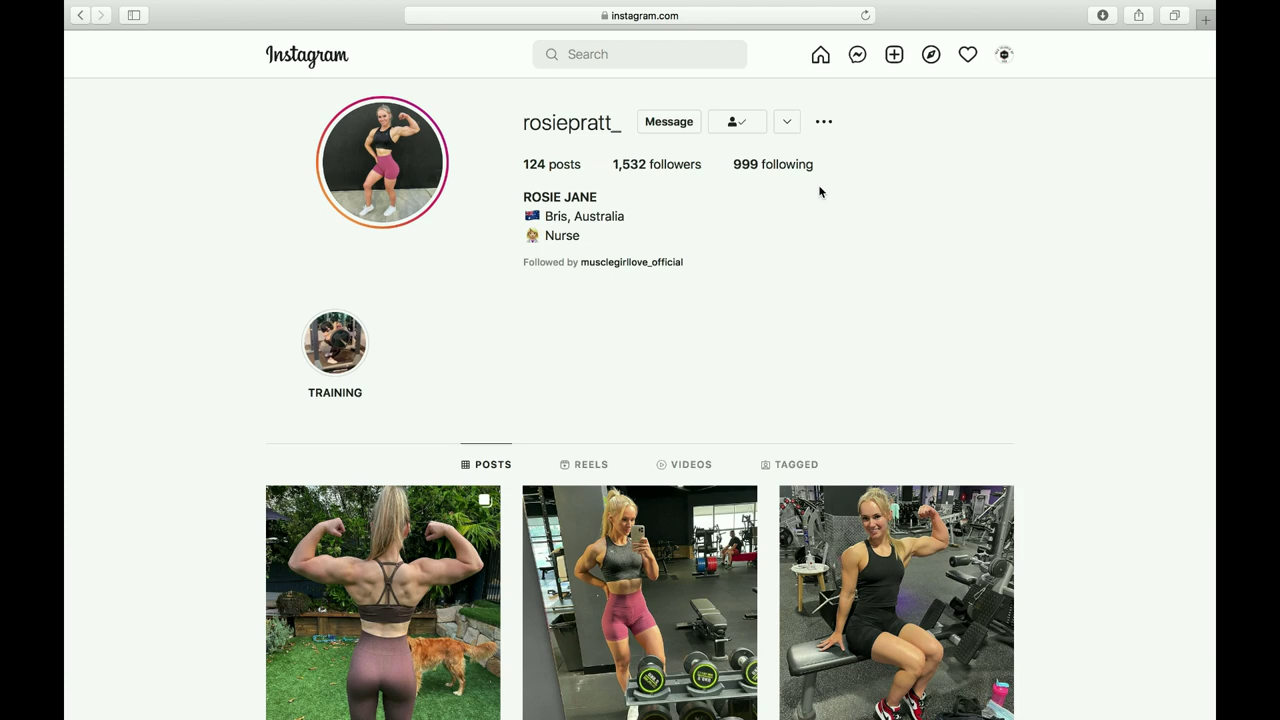 instagram.com
Instagram
Search
rosiepratt_
Message
124 posts 1,532 followers 999 following
ROSIE JANE
Bris, Australia
Nurse
Followed by musclegirllove_official
TRAINING
POSTS REELS VIDEOS TAGGED